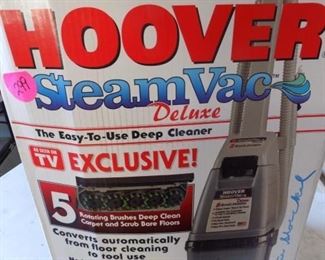 HOOVER
SteamVac™
Deluxe
The Easy-To-Use Deep Cleaner
AS SEEN ON
TV EXCLUSIVE!
5 Rotating Brushes Deep Clean
Carpet and Scrub Bare Floors
Converts automatically
from floor cleaning
to tool use
HOOVER